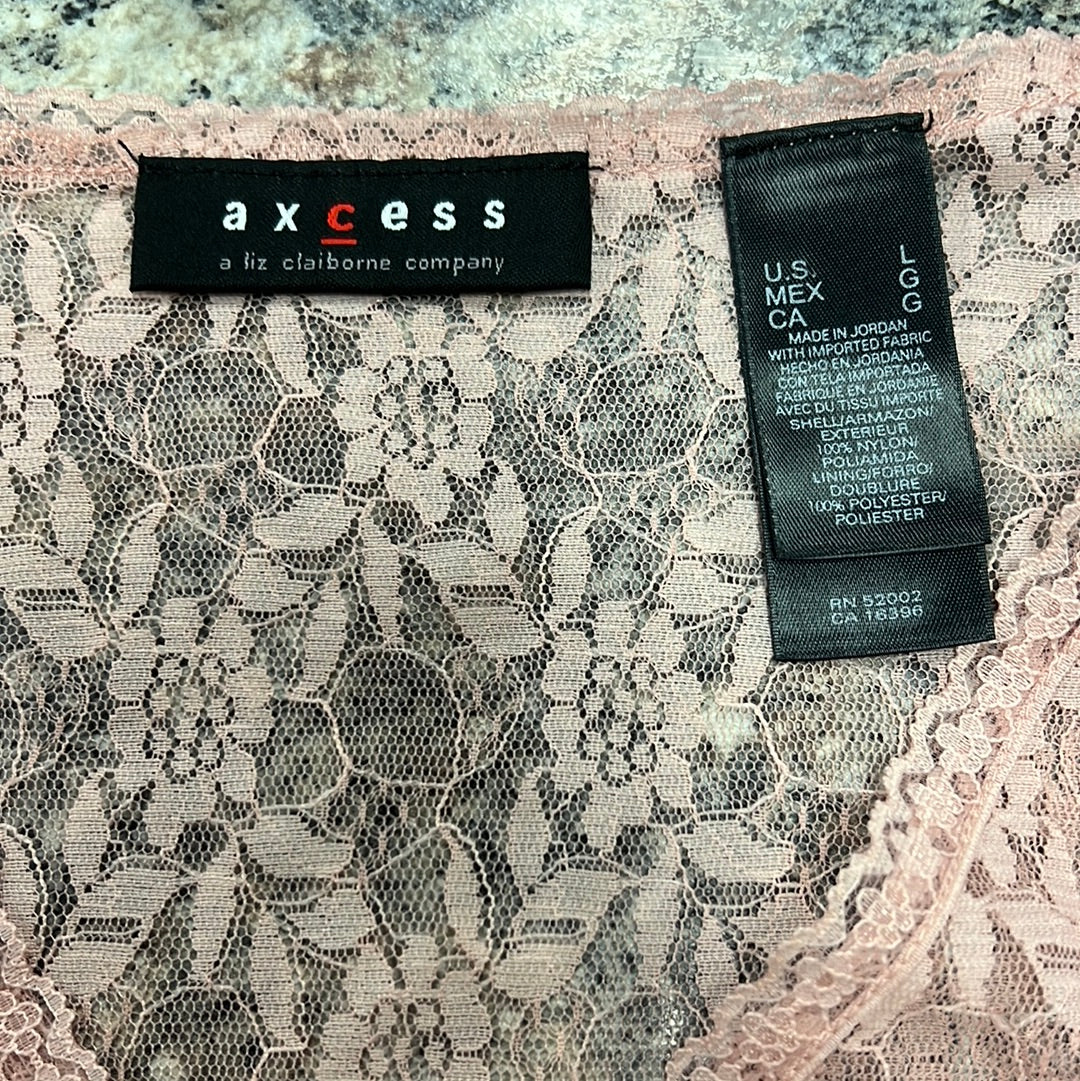 axcess
a liz claiborne company
U.S. L
MEX G
CA G
MADE IN JORDAN
WITH IMPORTED FABRIC
HECHO EN JORDANIA
CON TELA IMPORTADA
FABRIQUE EN JORDANIE
AVEC DU TISSU IMPORTE
SHELL/ARMAZON/
EXTERIEUR
100% NYLON/
POLIAMIDA
LINING/FORRO/
DOUBLURE
100% POLYESTER/
POLIESTER
RN 52002
CA 16396